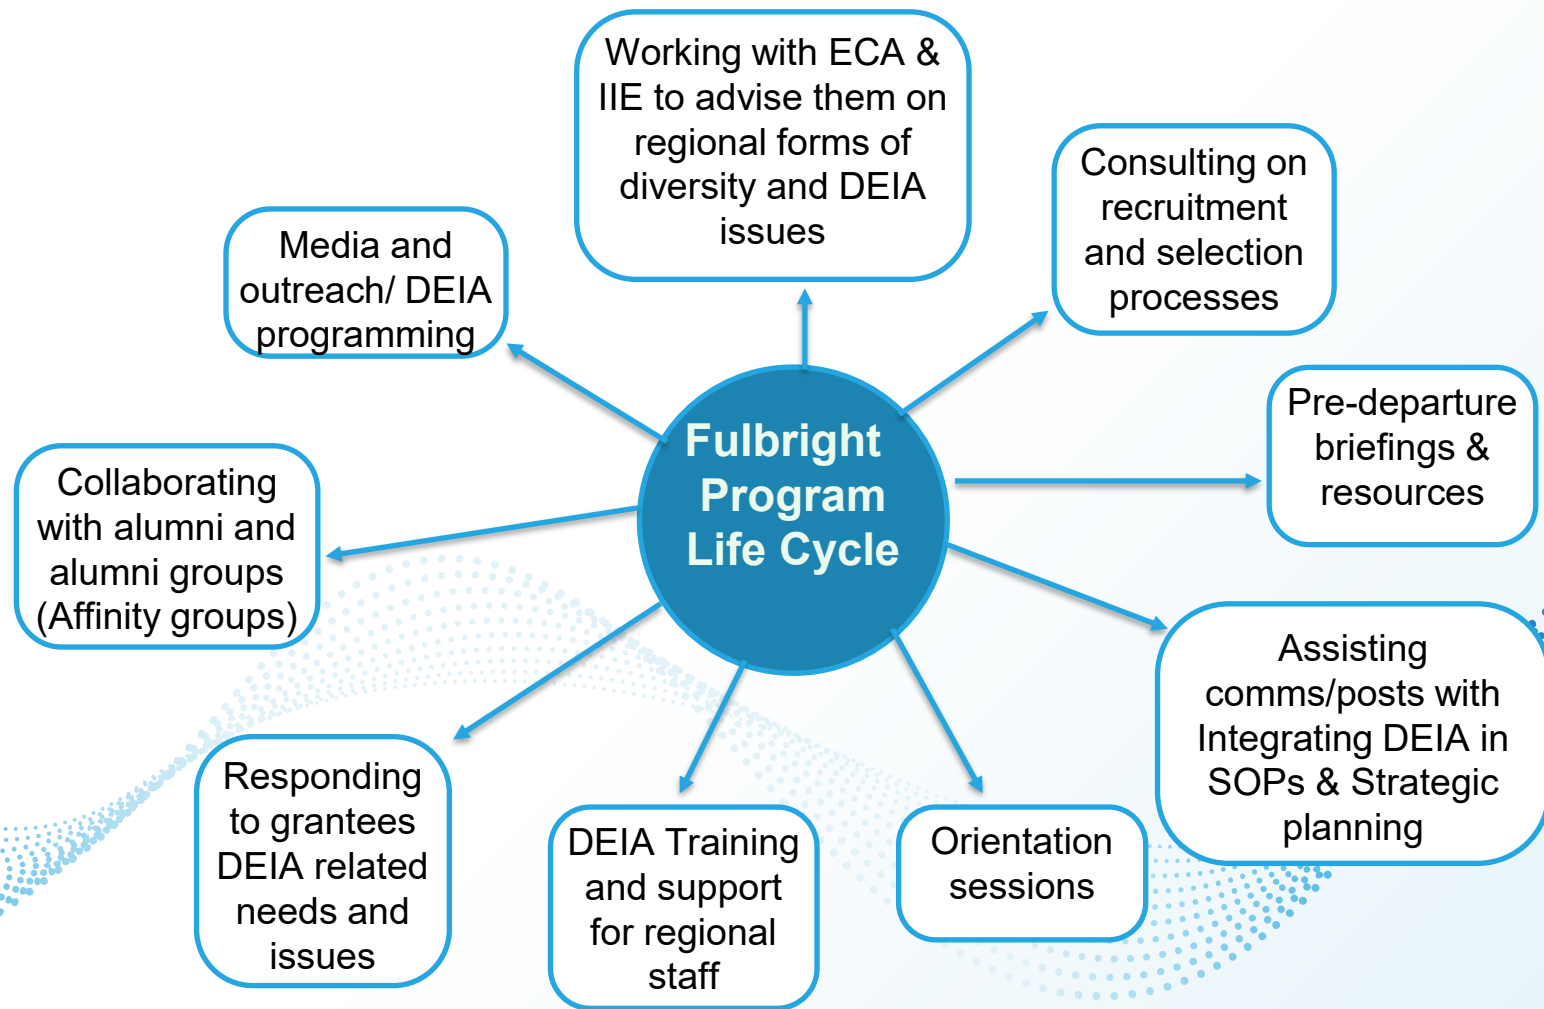 Working with ECA &
IIE to advise them on
regional forms of
diversity and DEIA
issues
Consulting on
recruitment
and selection
processes
Media and
outreach/ DEIA
programming
Pre-departure
briefings &
resources
Fulbright
Program
Life Cycle
Collaborating
with alumni and
alumni groups
(Affinity groups)
Assisting
comms/posts with
Integrating DEIA in
SOPs & Strategic
planning
Responding
to grantees
DEIA related
needs and
issues
DEIA Training
and support
for regional
staff
Orientation
sessions